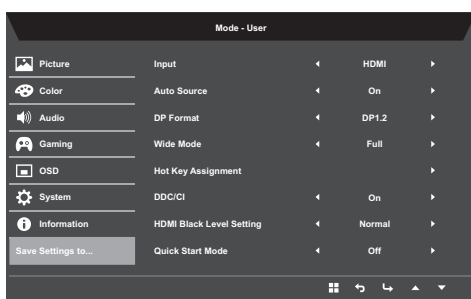 Mode - User
Picture
Input HDMI
Color
Auto Source On
Audio
DP Format DP1.2
Gaming
Wide Mode Full
OSD
Hot Key Assignment
System
DDC/CI On
Information
HDMI Black Level Setting Normal
Save Settings to...
Quick Start Mode Off